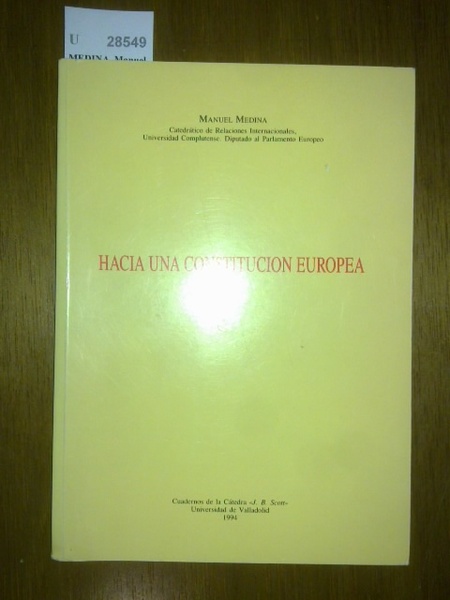 U 28549
MEDINA, Manuel
MANUEL MEDINA
Catedrático de Relaciones Internacionales,
Universidad Complutense. Diputado al Parlamento Europeo
HACIA UNA CONSTITUCION EUROPEA
Cuadernos de la Cátedra «J. B. Scott»
Universidad de Valladolid
1994